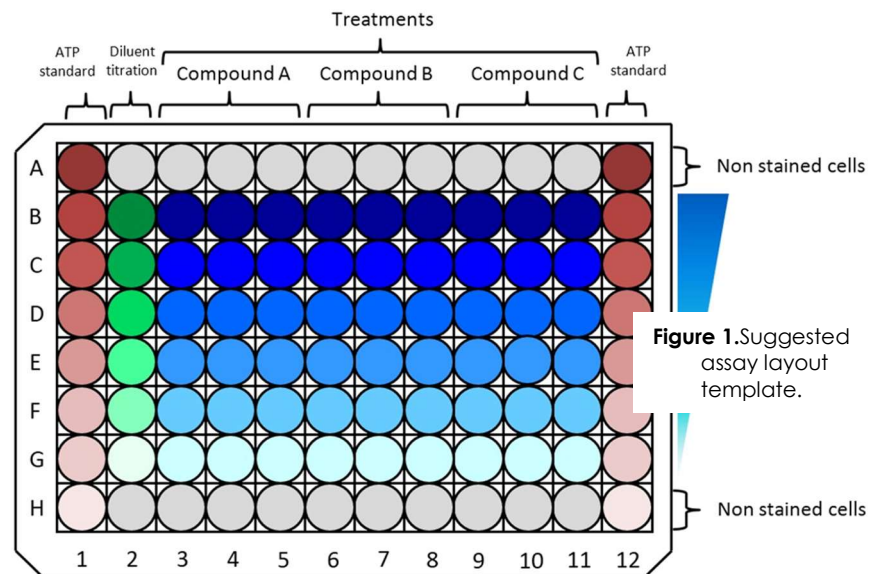 Treatments
ATP
standard
Diluent
titration
Compound A
Compound B
Compound C
ATP
standard
A
Non stained cells
B
C
D
E
F
G
H
Figure 1.Suggested
assay layout
template.
Non stained cells
1 2 3 4 5 6 7 8 9 10 11 12